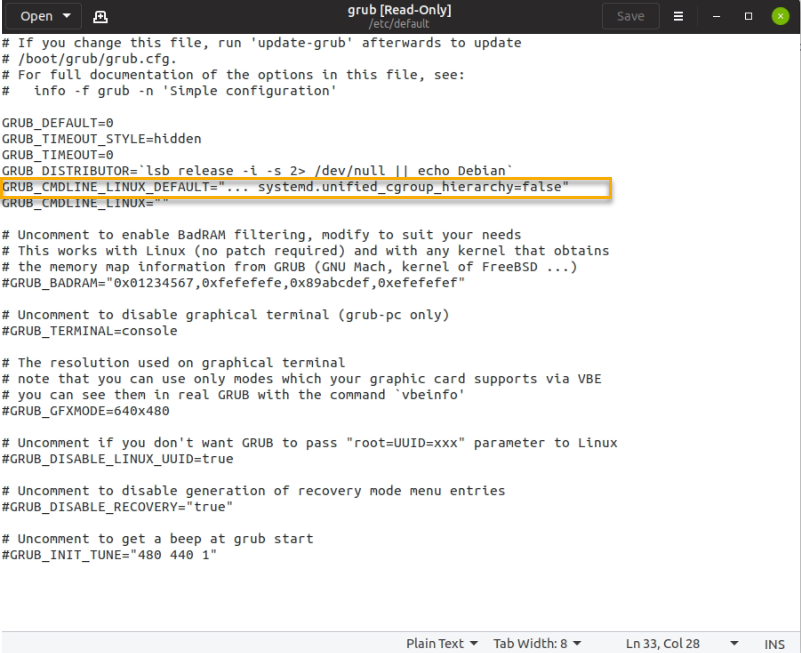 Open
grub [Read-Only]
/etc/default
Save
# If you change this file, run 'update-grub' afterwards to update
# /boot/grub/grub.cfg.
# For full documentation of the options in this file, see:
#   info -f grub -n 'Simple configuration'
GRUB_DEFAULT=0
GRUB_TIMEOUT_STYLE=hidden
GRUB_TIMEOUT=0
GRUB_DISTRIBUTOR=`lsb_release -i -s 2> /dev/null || echo Debian`
GRUB_CMDLINE_LINUX_DEFAULT="... systemd.unified_cgroup_hierarchy=false"
GRUB_CMDLINE_LINUX=""
# Uncomment to enable BadRAM filtering, modify to suit your needs
# This works with Linux (no patch required) and with any kernel that obtains
# the memory map information from GRUB (GNU Mach, kernel of FreeBSD ...)
#GRUB_BADRAM="0x01234567,0xfefefefe,0x89abcdef,0xefefefef"
# Uncomment to disable graphical terminal (grub-pc only)
#GRUB_TERMINAL=console
# The resolution used on graphical terminal
# note that you can use only modes which your graphic card supports via VBE
# you can see them in real GRUB with the command `vbeinfo'
#GRUB_GFXMODE=640x480
# Uncomment if you don't want GRUB to pass "root=UUID=xxx" parameter to Linux
#GRUB_DISABLE_LINUX_UUID=true
# Uncomment to disable generation of recovery mode menu entries
#GRUB_DISABLE_RECOVERY="true"
# Uncomment to get a beep at grub start
#GRUB_INIT_TUNE="480 440 1"
Plain Text Tab Width: 8 Ln 33, Col 28 INS